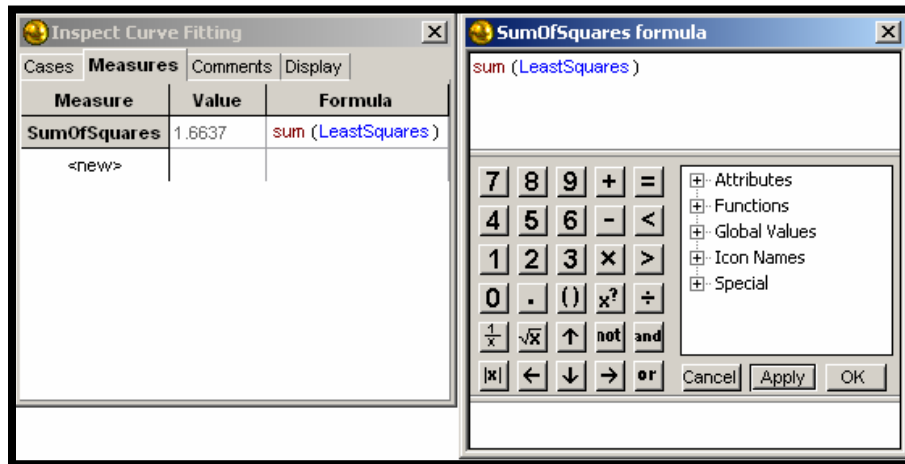 Inspect Curve Fitting
Cases Measures Comments Display
Measure Value Formula
SumOfSquares 1.6637 sum (LeastSquares)
<new>
SumOfSquares formula
sum (LeastSquares)
7 8 9 + =
4 5 6 - <
1 2 3 × >
0 . () x? ÷
1/x √x ↑ not and
|x| ← ↓ → or
Attributes
Functions
Global Values
Icon Names
Special
Cancel Apply OK